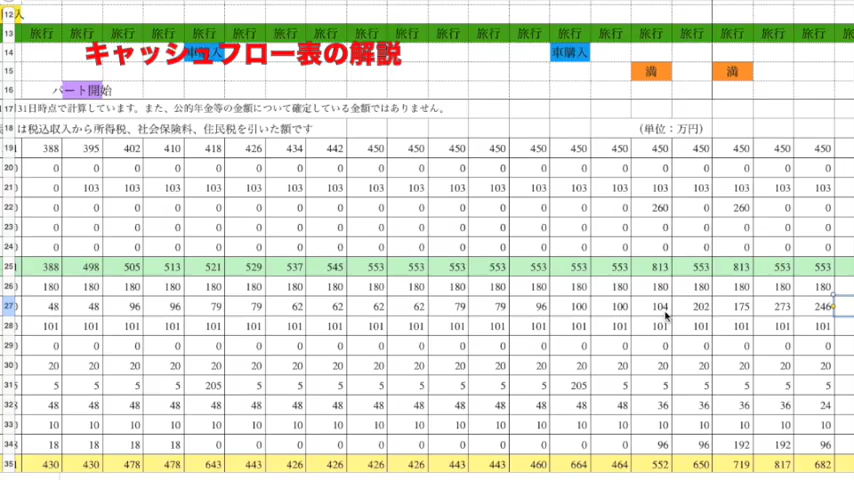 12 入
13 旅行 旅行 旅行 旅行 旅行 旅行 旅行 旅行 旅行 旅行 旅行 旅行 旅行 旅行 旅行 旅行 旅行 旅行 旅行 旅行
キャッシュフロー表の解説
14 車購入 車購入
15 満 満
16 パート開始
17 31日時点で計算しています。また、公的年金等の金額について確定している金額ではありません。
18 は税込収入から所得税、社会保険料、住民税を引いた額です (単位：万円)
19 388 395 402 410 418 426 434 442 450 450 450 450 450 450 450 450 450 450 450 450
20 0 0 0 0 0 0 0 0 0 0 0 0 0 0 0 0 0 0 0 0
21 0 103 103 103 103 103 103 103 103 103 103 103 103 103 103 103 103 103 103 103
22 0 0 0 0 0 0 0 0 0 0 0 0 0 0 0 260 0 260 0 0
23 0 0 0 0 0 0 0 0 0 0 0 0 0 0 0 0 0 0 0 0
24 0 0 0 0 0 0 0 0 0 0 0 0 0 0 0 0 0 0 0 0
25 388 498 505 513 521 529 537 545 553 553 553 553 553 553 553 813 553 813 553 553
26 180 180 180 180 180 180 180 180 180 180 180 180 180 180 180 180 180 180 180 180
27 48 48 96 96 79 79 62 62 62 62 79 79 96 100 100 104 202 175 273 246
28 101 101 101 101 101 101 101 101 101 101 101 101 101 101 101 101 101 101 101 101
29 0 0 0 0 0 0 0 0 0 0 0 0 0 0 0 0 0 0 0 0
30 20 20 20 20 20 20 20 20 20 20 20 20 20 20 20 20 20 20 20 20
31 5 5 5 5 205 5 5 5 5 5 5 5 5 205 5 5 5 5 5 5
32 48 48 48 48 48 48 48 48 48 48 48 48 48 48 48 36 36 36 36 24
33 10 10 10 10 10 10 10 10 10 10 10 10 10 10 10 10 10 10 10 10
34 18 18 18 18 0 0 0 0 0 0 0 0 0 0 0 96 96 192 192 96
35 430 430 478 478 643 443 426 426 426 426 443 443 460 664 464 552 650 719 817 682